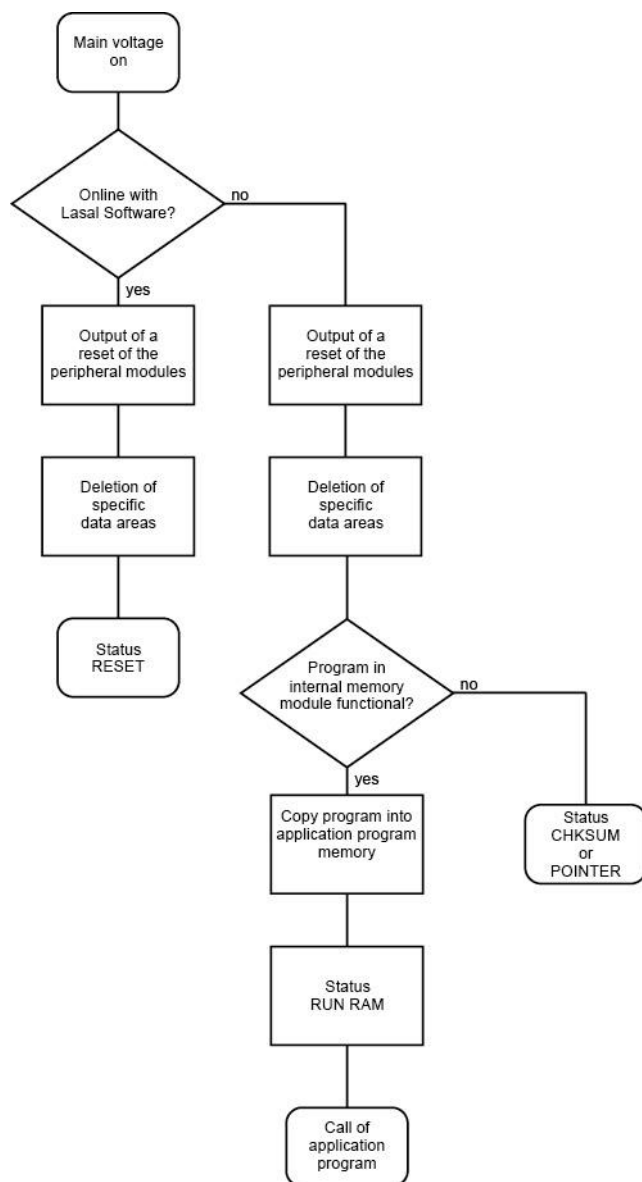 Main voltage
on
Online with
Lasal Software?
no
yes
Output of a
reset of the
peripheral modules
Output of a
reset of the
peripheral modules
Deletion of
specific
data areas
Deletion of
specific
data areas
Status
RESET
Program in
internal memory
module functional?
no
yes
Copy program into
application program
memory
Status
CHKSUM
or
POINTER
Status
RUN RAM
Call of
application
program